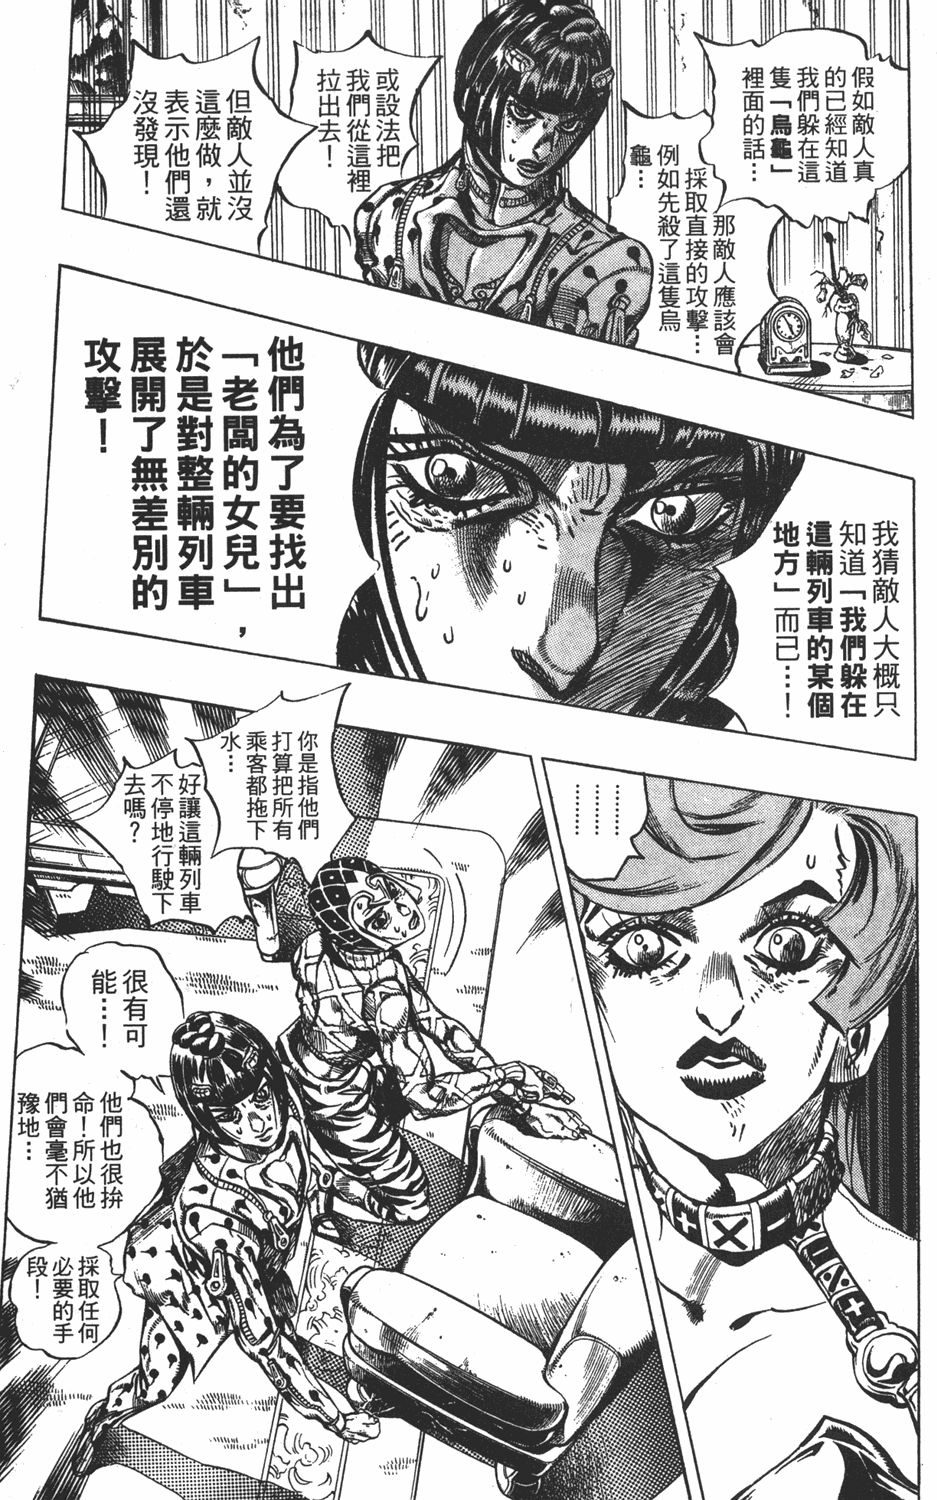 假如敵人真
的已經知道
我們躲在這
隻「烏龜」
裡面的話…
那敵人應該會
採取直接的攻擊…
例如先殺了這隻烏
龜…
或設法把
我們從這裡
拉出去！
但敵人並沒
這麼做，就
表示他們還
沒發現！
我猜敵人大概只
知道「我們躲在
這輛列車的某個
地方」而已…！
他們為了要找出
「老闆的女兒」，
於是對整輛列車
展開了無差別的
攻擊！
………
………
你是指他們
打算把所有
乘客都拖下
水…
好讓這輛列車
不停地行駛下
去嗎？
很有可
能…！
他們也很拚
命！所以他
們會毫不猶
豫地…
採取任何
必要的手
段！